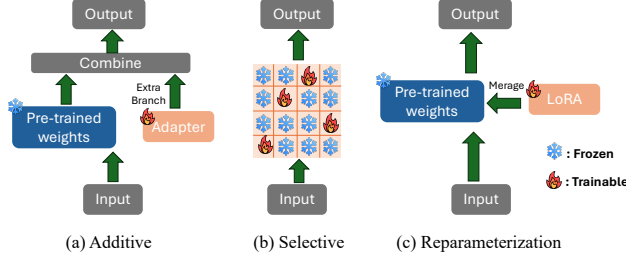 Output
Combine
Extra
Branch
Pre-trained
weights
Adapter
Input
(a) Additive
Output
Input
(b) Selective
Output
Pre-trained
weights
Merage
LoRA
Input
: Frozen
: Trainable
(c) Reparameterization